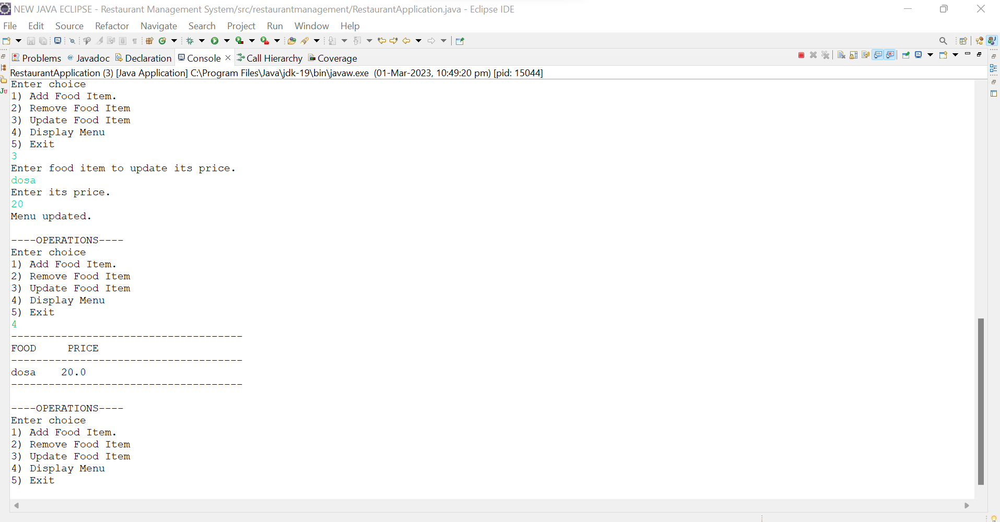 NEW JAVA ECLIPSE - Restaurant Management System/src/restaurantmanagement/RestaurantApplication.java - Eclipse IDE
File Edit Source Refactor Navigate Search Project Run Window Help
Problems @ Javadoc Declaration Console Call Hierarchy Coverage
RestaurantApplication (3) [Java Application] C:\Program Files\Java\jdk-19\bin\javaw.exe (01-Mar-2023, 10:49:20 pm) [pid: 15044]
Ju
Enter choice
1) Add Food Item.
2) Remove Food Item
3) Update Food Item
4) Display Menu
5) Exit
3
Enter food item to update its price.
dosa
Enter its price.
20
Menu updated.
----OPERATIONS----
Enter choice
1) Add Food Item.
2) Remove Food Item
3) Update Food Item
4) Display Menu
5) Exit
4
-------------------------------------
FOOD     PRICE
-------------------------------------
dosa    20.0
-------------------------------------
----OPERATIONS----
Enter choice
1) Add Food Item.
2) Remove Food Item
3) Update Food Item
4) Display Menu
5) Exit